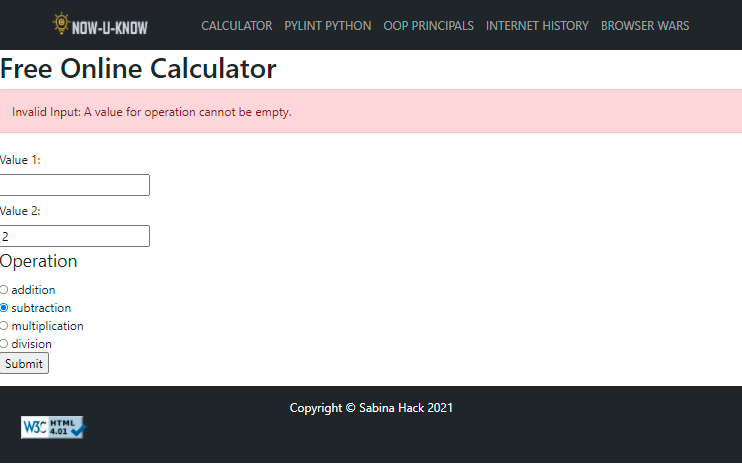 NOW-U-KNOW CALCULATOR PYLINT PYTHON OOP PRINCIPALS INTERNET HISTORY BROWSER WARS
Free Online Calculator
Invalid Input: A value for operation cannot be empty.
Value 1:
Value 2:
2
Operation
addition
subtraction
multiplication
division
Submit
Copyright © Sabina Hack 2021
W3C HTML
4.01